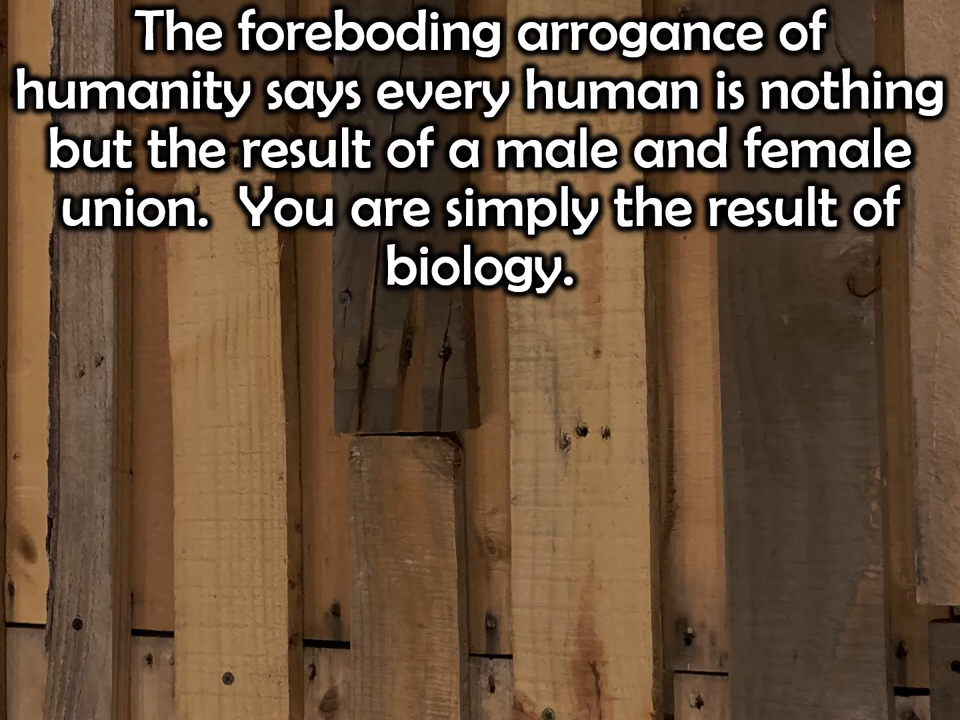 The foreboding arrogance of
humanity says every human is nothing
but the result of a male and female
union.  You are simply the result of
biology.